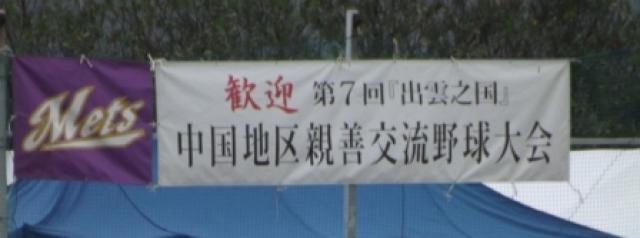 Mets
歓迎 第7回『出雲之国』
中国地区親善交流野球大会